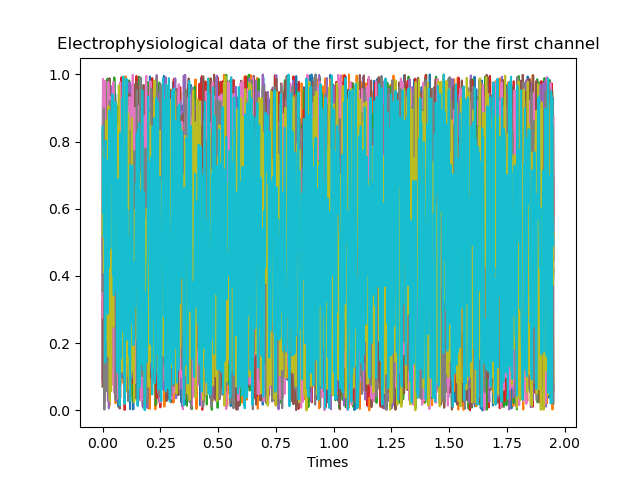 Electrophysiological data of the first subject, for the first channel
1.0
0.8
0.6
0.4
0.2
0.0
0.00 0.25 0.50 0.75 1.00 1.25 1.50 1.75 2.00
Times